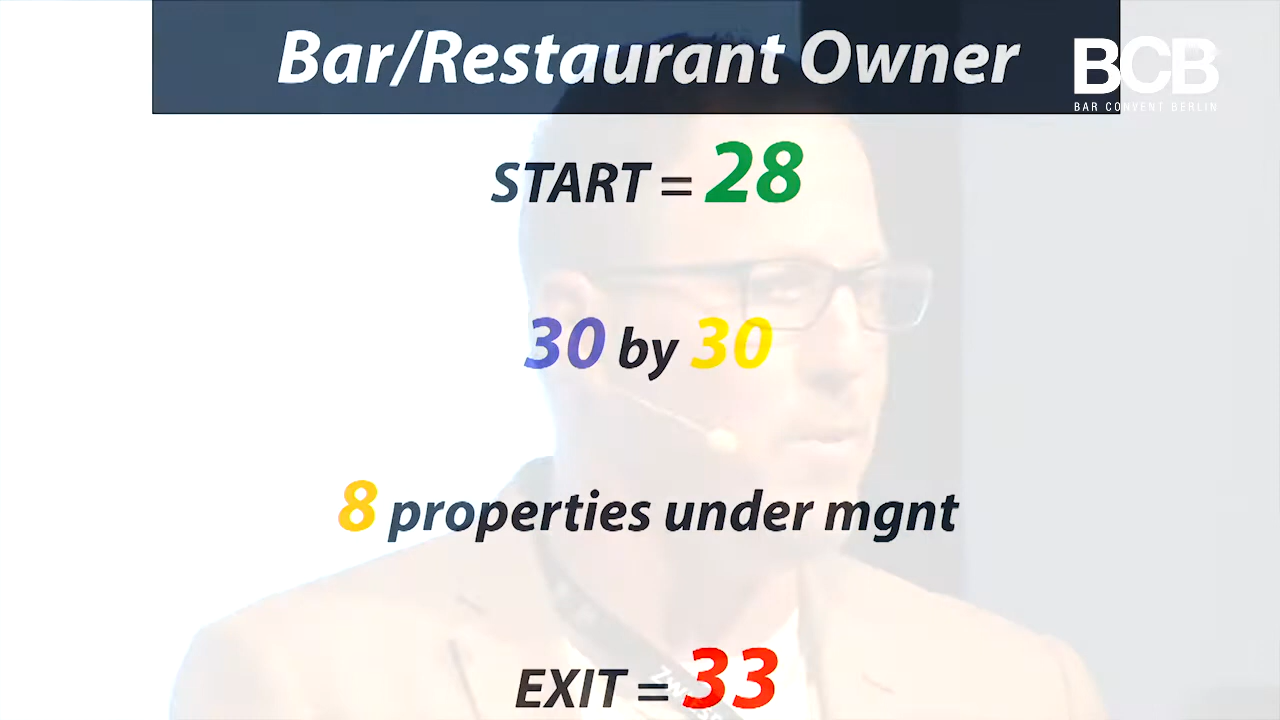 Bar/Restaurant Owner
BCB
BAR CONVENT BERLIN
START = 28
30 by 30
8 properties under mgnt
EXIT = 33